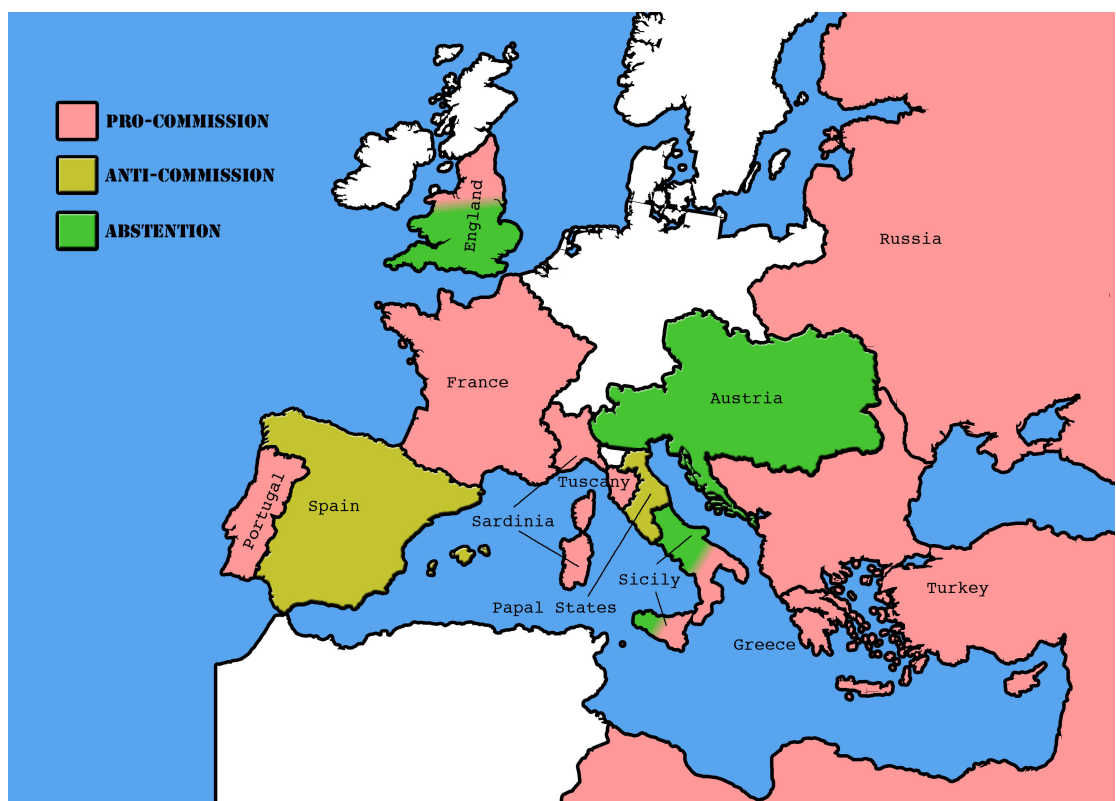 PRO-COMMISSION
ANTI-COMMISSION
ABSTENTION
England
Russia
France
Austria
Tuscany
Portugal
Spain
Sardinia
Sicily
Papal States
Turkey
Greece